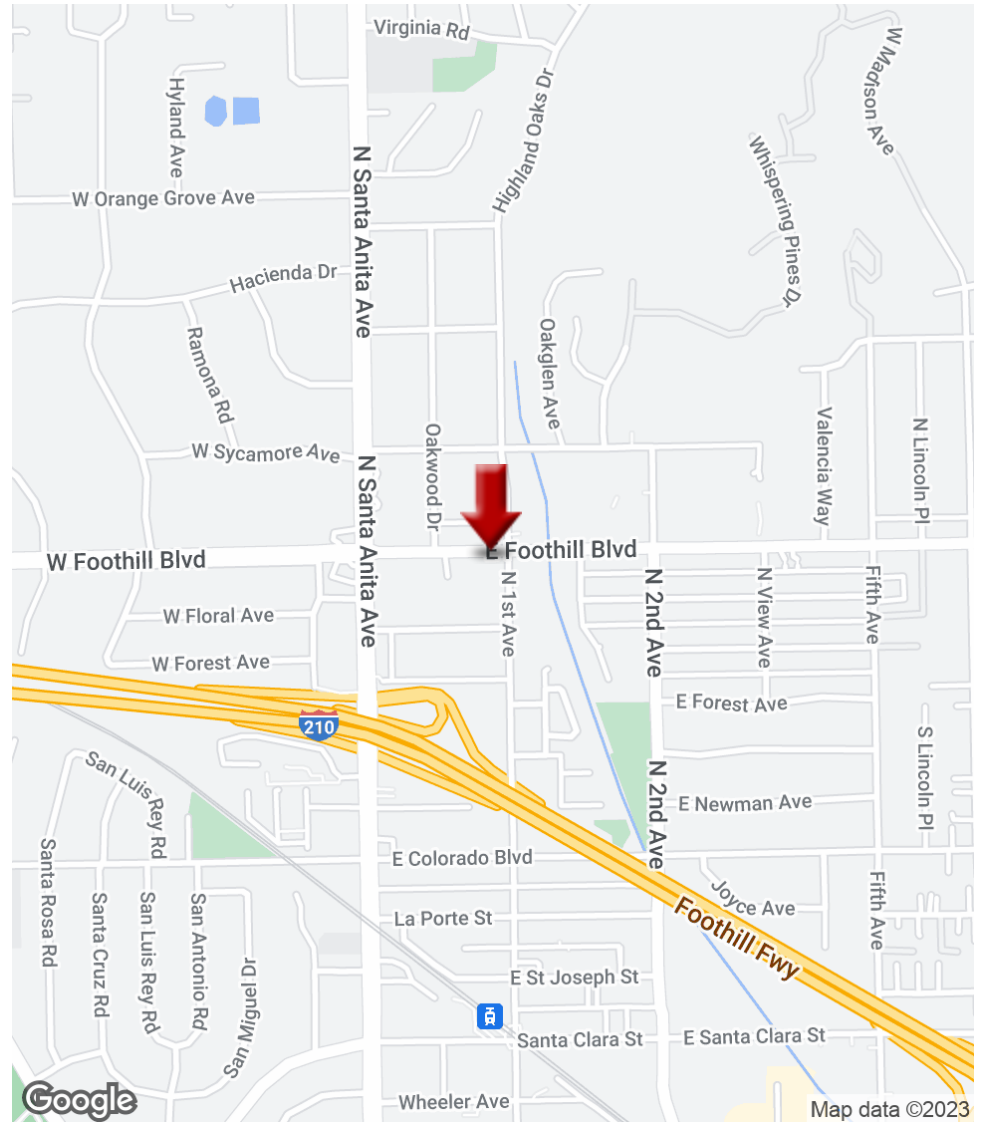 Virginia Rd
W Madison Ave
Hyland Ave
Highland Oaks Dr
Whispering Pines Dr
N Santa Anita Ave
W Orange Grove Ave
Hacienda Dr
Ramona Rd
Oakglen Ave
Valencia Way
N Lincoln Pl
Oakwood Dr
W Sycamore Ave
N Santa Anita Ave
W Foothill Blvd
E Foothill Blvd
N 1st Ave
N 2nd Ave
N View Ave
Fifth Ave
W Floral Ave
W Forest Ave
E Forest Ave
210
S Lincoln Pl
San Luis Rey Rd
N 2nd Ave
E Newman Ave
Santa Rosa Rd
E Colorado Blvd
Joyce Ave
Fifth Ave
Santa Cruz Rd
San Luis Rey Rd
San Antonio Rd
La Porte St
Foothill Fwy
San Miguel Dr
E St Joseph St
Santa Clara St
E Santa Clara St
Wheeler Ave
Google
Map data ©2023